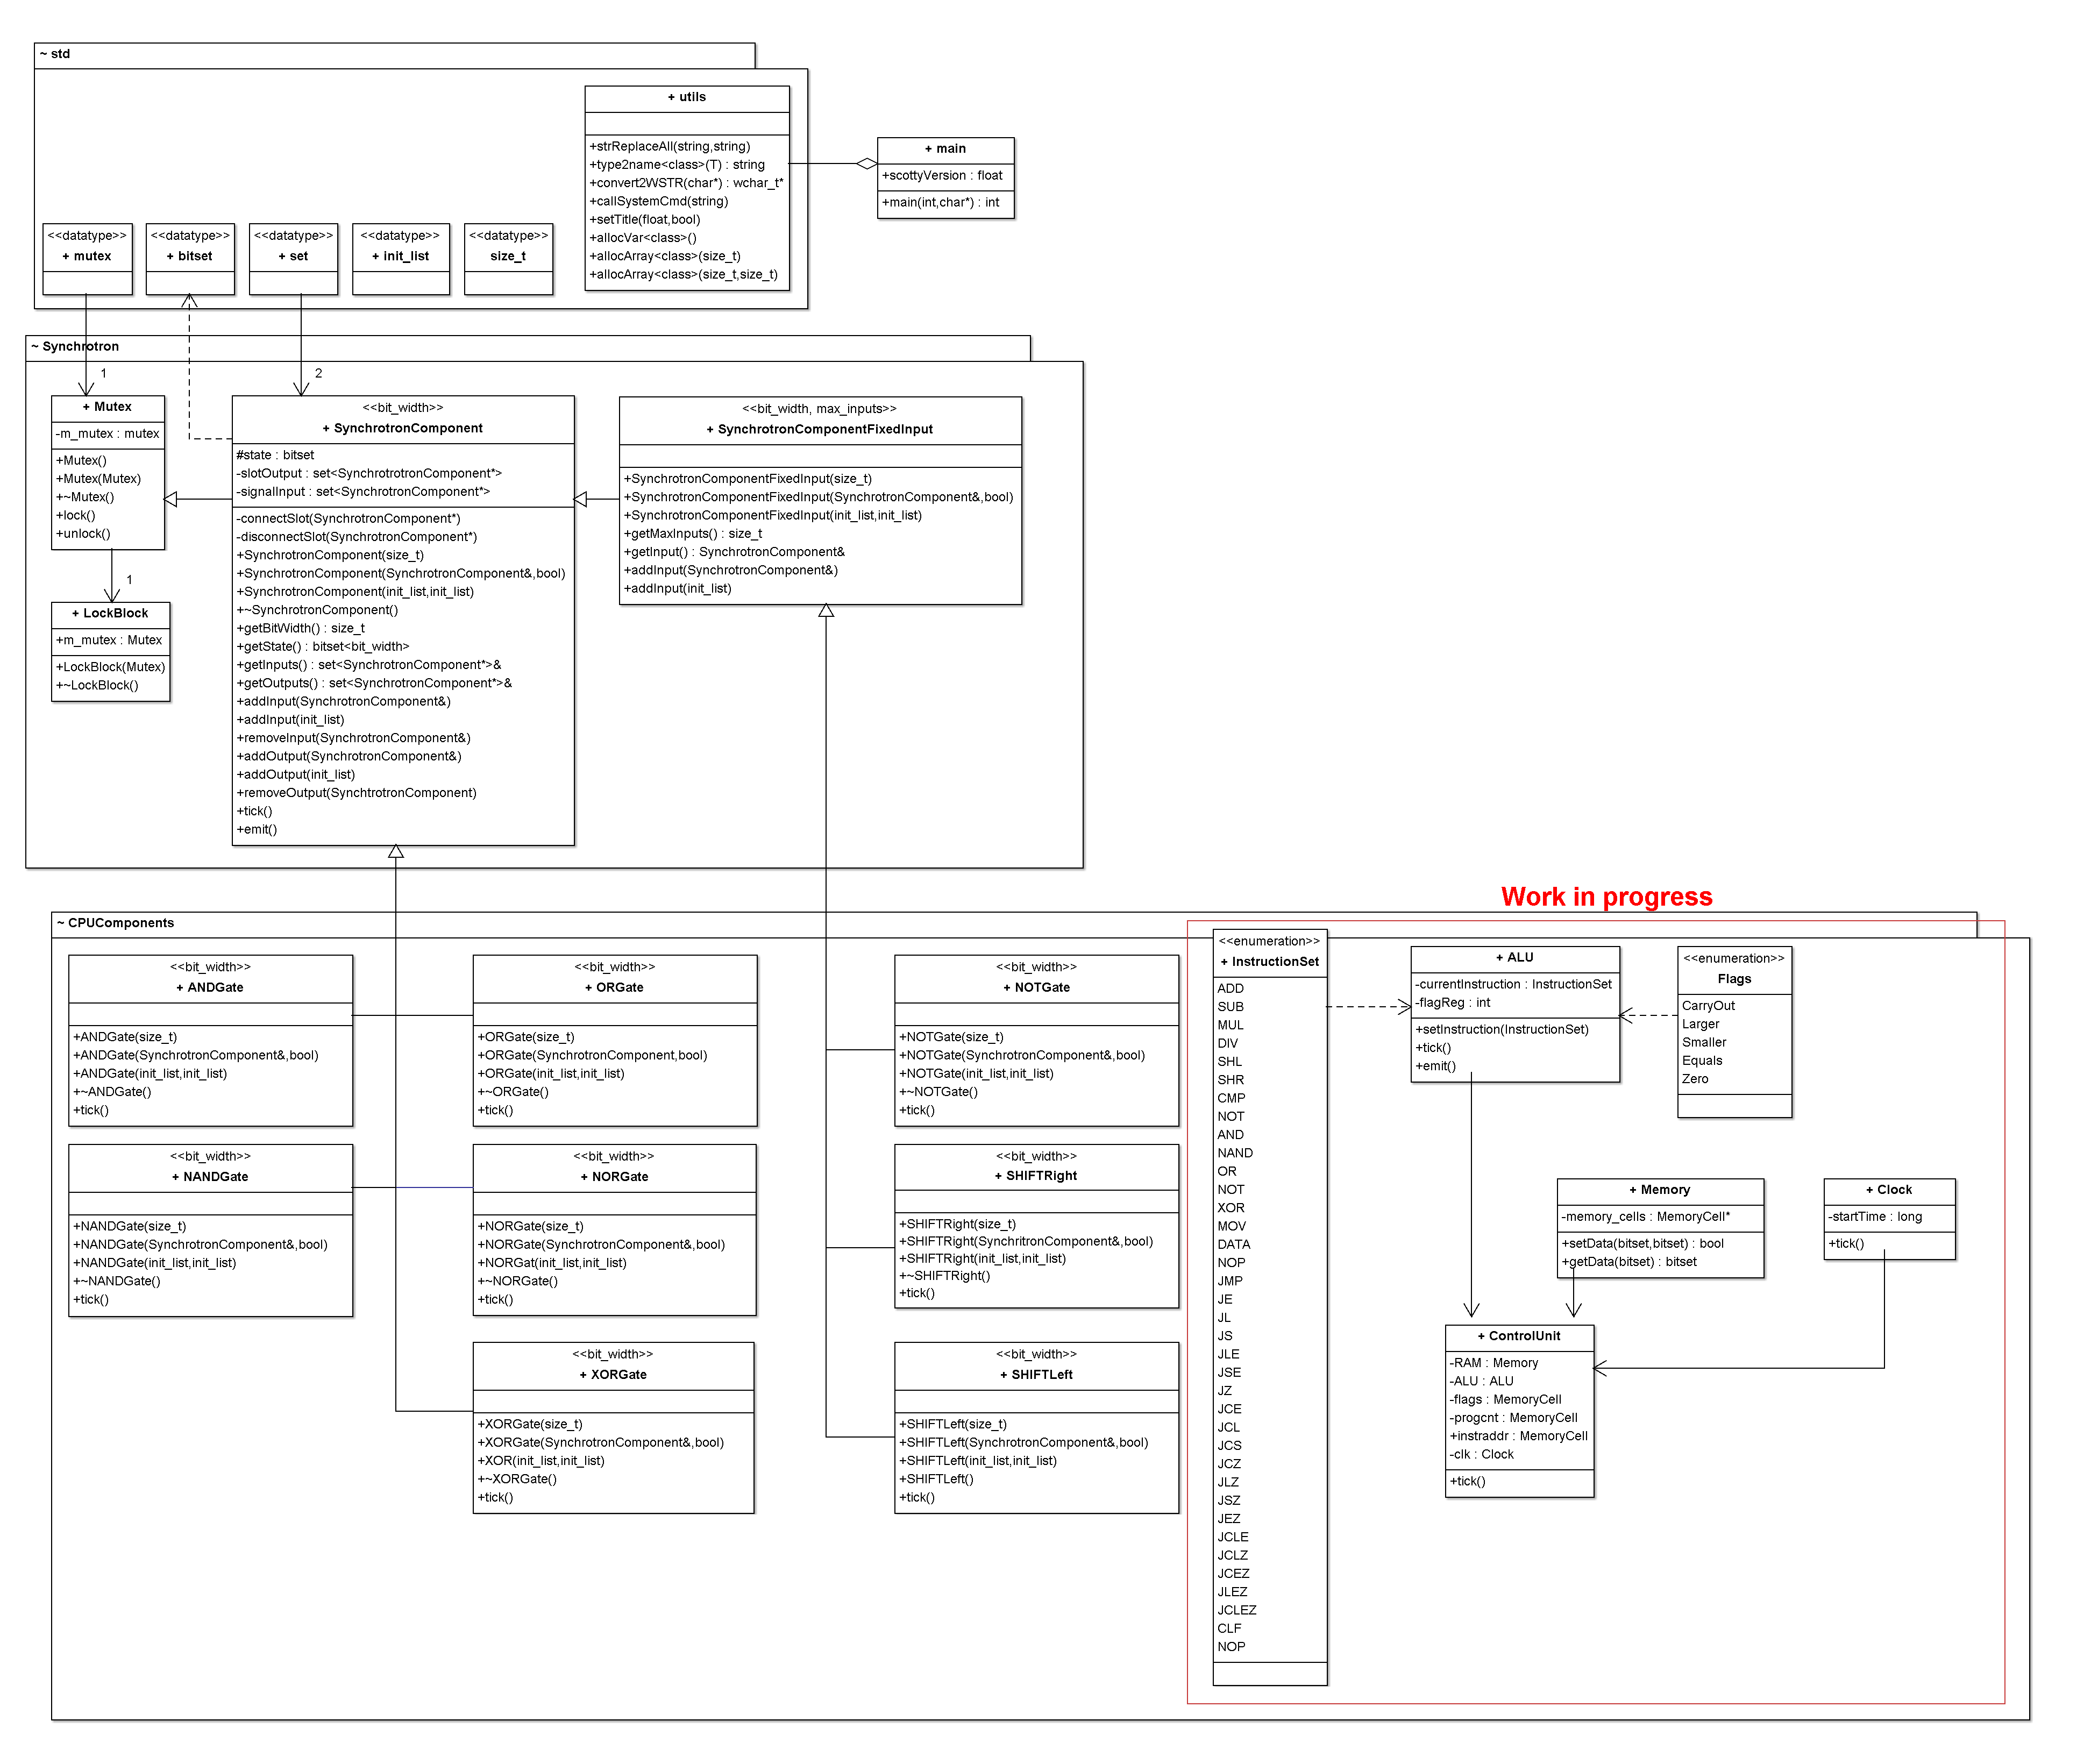 ~ std
+ utils
+strReplaceAll(string,string)
+type2name<class>(T) : string
+convert2WSTR(char*) : wchar_t*
+callSystemCmd(string)
+setTitle(float,bool)
+allocVar<class>()
+allocArray<class>(size_t)
+allocArray<class>(size_t,size_t)
+ main
+scottyVersion : float
+main(int,char*) : int
<<datatype>>
+ mutex
<<datatype>>
+ bitset
<<datatype>>
+ set
<<datatype>>
+ init_list
<<datatype>>
size_t
~ Synchrotron
1
2
+ Mutex
-m_mutex : mutex
+Mutex()
+Mutex(Mutex)
+~Mutex()
+lock()
+unlock()
1
+ LockBlock
+m_mutex : Mutex
+LockBlock(Mutex)
+~LockBlock()
<<bit_width>>
+ SynchrotronComponent
#state : bitset
-slotOutput : set<SynchrotrotronComponent*>
-signalInput : set<SynchrotronComponent*>
-connectSlot(SynchrotronComponent*)
-disconnectSlot(SynchrotronComponent*)
+SynchrotronComponent(size_t)
+SynchrotronComponent(SynchrotronComponent&,bool)
+SynchrotronComponent(init_list,init_list)
+~SynchrotronComponent()
+getBitWidth() : size_t
+getState() : bitset<bit_width>
+getInputs() : set<SynchrotronComponent*>&
+getOutputs() : set<SynchrotronComponent*>&
+addInput(SynchrotronComponent&)
+addInput(init_list)
+removeInput(SynchrotronComponent&)
+addOutput(SynchrotronComponent&)
+addOutput(init_list)
+removeOutput(SynchtrotronComponent)
+tick()
+emit()
<<bit_width, max_inputs>>
+ SynchrotronComponentFixedInput
+SynchrotronComponentFixedInput(size_t)
+SynchrotronComponentFixedInput(SynchrotronComponent&,bool)
+SynchrotronComponentFixedInput(init_list,init_list)
+getMaxInputs() : size_t
+getInput() : SynchrotronComponent&
+addInput(SynchrotronComponent&)
+addInput(init_list)
Work in progress
~ CPUComponents
<<bit_width>>
+ ANDGate
+ANDGate(size_t)
+ANDGate(SynchrotronComponent&,bool)
+ANDGate(init_list,init_list)
+~ANDGate()
+tick()
<<bit_width>>
+ ORGate
+ORGate(size_t)
+ORGate(SynchrotronComponent,bool)
+ORGate(init_list,init_list)
+~ORGate()
+tick()
<<bit_width>>
+ NOTGate
+NOTGate(size_t)
+NOTGate(SynchrotronComponent&,bool)
+NOTGate(init_list,init_list)
+~NOTGate()
+tick()
<<bit_width>>
+ NANDGate
+NANDGate(size_t)
+NANDGate(SynchrotronComponent&,bool)
+NANDGate(init_list,init_list)
+~NANDGate()
+tick()
<<bit_width>>
+ NORGate
+NORGate(size_t)
+NORGate(SynchrotronComponent&,bool)
+NORGat(init_list,init_list)
+~NORGate()
+tick()
<<bit_width>>
+ SHIFTRight
+SHIFTRight(size_t)
+SHIFTRight(SynchritronComponent&,bool)
+SHIFTRight(init_list,init_list)
+~SHIFTRight()
+tick()
<<bit_width>>
+ XORGate
+XORGate(size_t)
+XORGate(SynchrotronComponent&,bool)
+XOR(init_list,init_list)
+~XORGate()
+tick()
<<bit_width>>
+ SHIFTLeft
+SHIFTLeft(size_t)
+SHIFTLeft(SynchrotronComponent&,bool)
+SHIFTLeft(init_list,init_list)
+SHIFTLeft()
+tick()
<<enumeration>>
+ InstructionSet
ADD
SUB
MUL
DIV
SHL
SHR
CMP
NOT
AND
NAND
OR
NOT
XOR
MOV
DATA
NOP
JMP
JE
JL
JS
JLE
JSE
JZ
JCE
JCL
JCS
JCZ
JLZ
JSZ
JEZ
JCLE
JCLZ
JCEZ
JLEZ
JCLEZ
CLF
NOP
+ ALU
-currentInstruction : InstructionSet
-flagReg : int
+setInstruction(InstructionSet)
+tick()
+emit()
<<enumeration>>
Flags
CarryOut
Larger
Smaller
Equals
Zero
+ Memory
-memory_cells : MemoryCell*
+setData(bitset,bitset) : bool
+getData(bitset) : bitset
+ Clock
-startTime : long
+tick()
+ ControlUnit
-RAM : Memory
-ALU : ALU
-flags : MemoryCell
-progcnt : MemoryCell
+instraddr : MemoryCell
-clk : Clock
+tick()